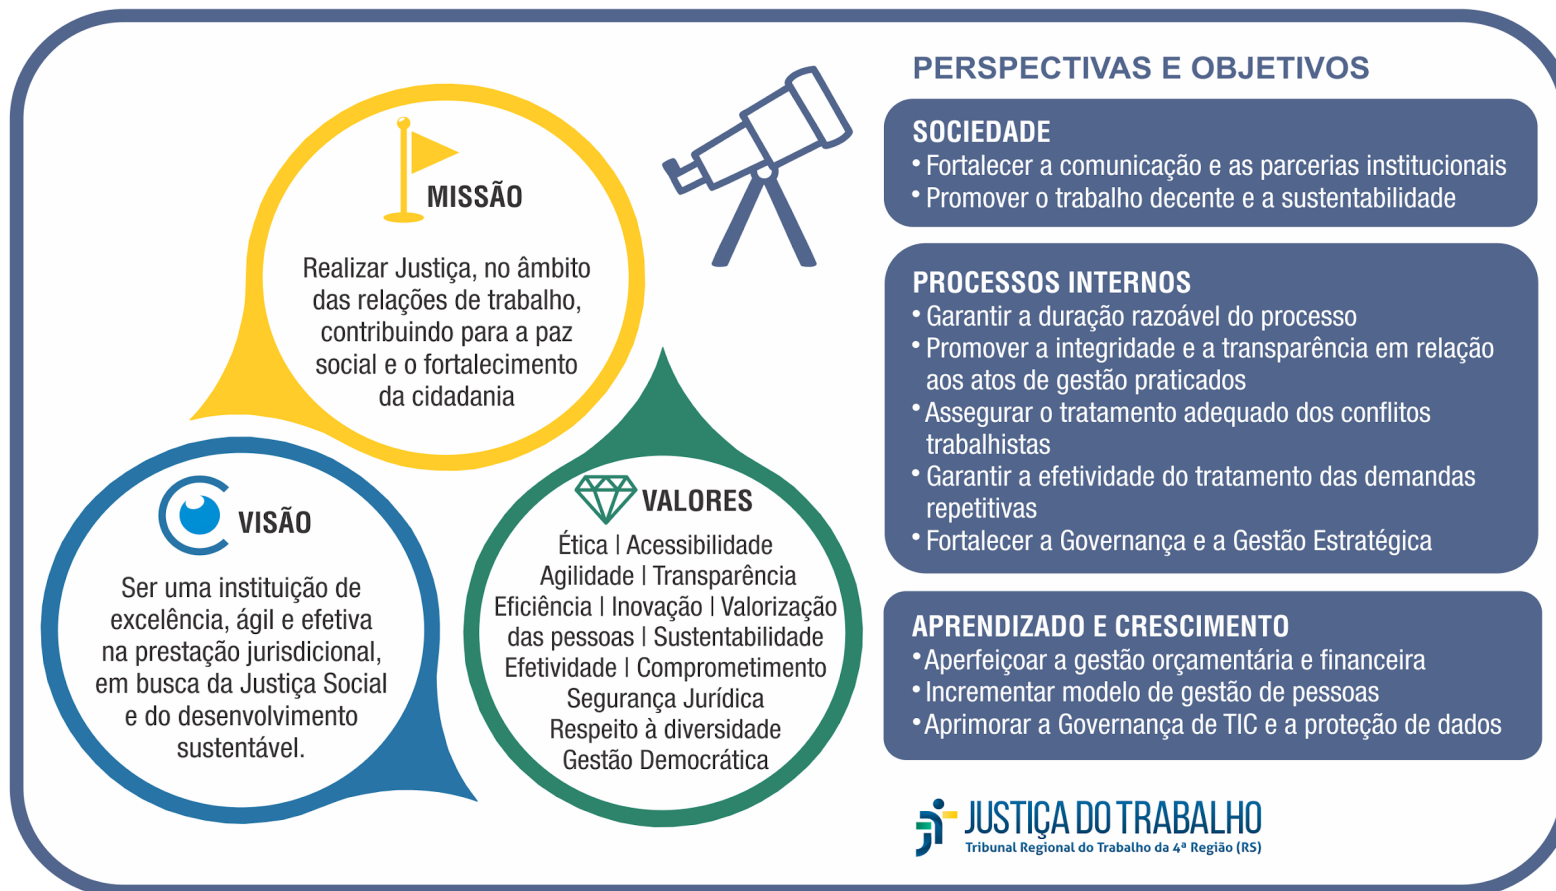 MISSÃO
Realizar Justiça, no âmbito
das relações de trabalho,
contribuindo para a paz
social e o fortalecimento
da cidadania
VISÃO
Ser uma instituição de
excelência, ágil e efetiva
na prestação jurisdicional,
em busca da Justiça Social
e do desenvolvimento
sustentável.
VALORES
Ética | Acessibilidade
Agilidade | Transparência
Eficiência | Inovação | Valorização
das pessoas | Sustentabilidade
Efetividade | Comprometimento
Segurança Jurídica
Respeito à diversidade
Gestão Democrática
PERSPECTIVAS E OBJETIVOS
SOCIEDADE
• Fortalecer a comunicação e as parcerias institucionais
• Promover o trabalho decente e a sustentabilidade
PROCESSOS INTERNOS
• Garantir a duração razoável do processo
• Promover a integridade e a transparência em relação
aos atos de gestão praticados
• Assegurar o tratamento adequado dos conflitos
trabalhistas
• Garantir a efetividade do tratamento das demandas
repetitivas
• Fortalecer a Governança e a Gestão Estratégica
APRENDIZADO E CRESCIMENTO
• Aperfeiçoar a gestão orçamentária e financeira
• Incrementar modelo de gestão de pessoas
• Aprimorar a Governança de TIC e a proteção de dados
JUSTIÇA DO TRABALHO
Tribunal Regional do Trabalho da 4ª Região (RS)